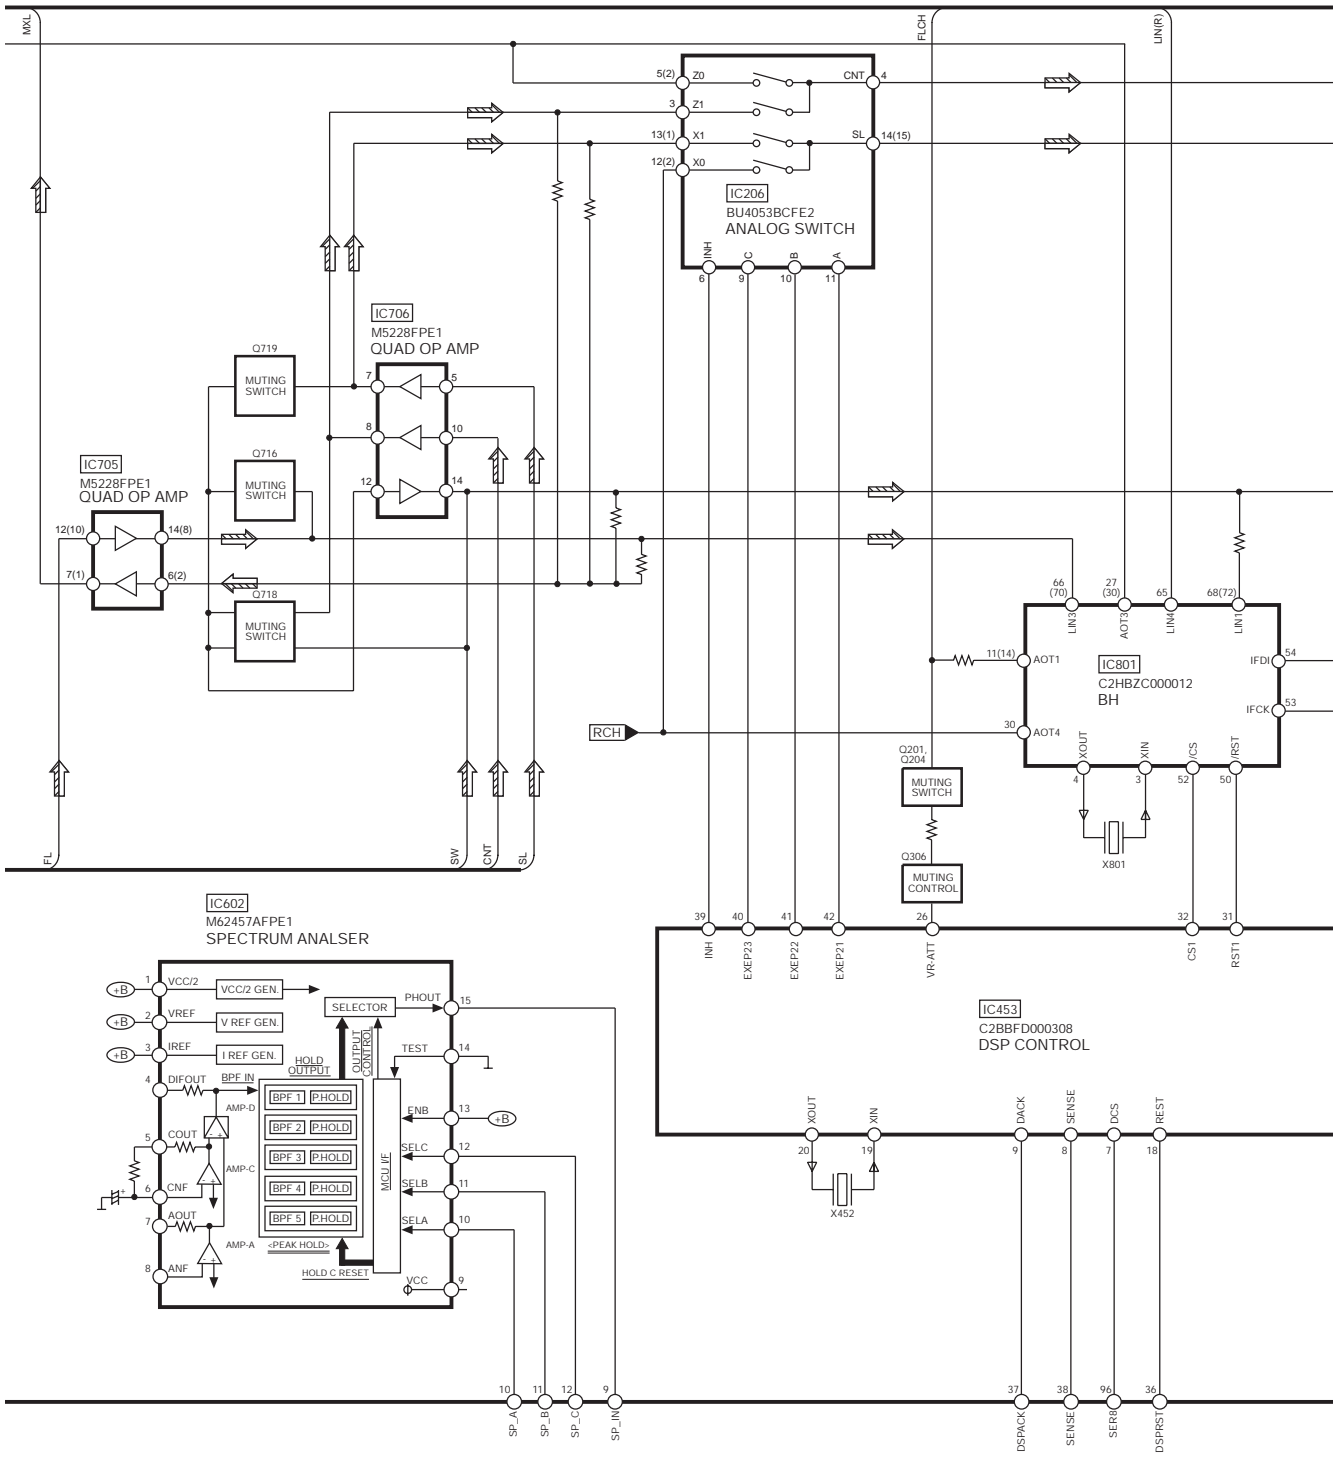 MXL
FLCH
LIN(R)
5(2) Z0 CNT 4
3 Z1
13(1) X1 SL 14(15)
12(2) X0
IC206
BU4053BCFE2
ANALOG SWITCH
INH C B A
6 9 10 11
IC706
M5228FPE1
QUAD OP AMP
Q719
MUTING
SWITCH
7 5
8 10
12 14
Q716
MUTING
SWITCH
IC705
M5228FPE1
QUAD OP AMP
12(10) 14(8)
7(1) 6(2)
Q718
MUTING
SWITCH
66
(70)
27
(30)
65 68(72)
LIN3 AOT3 LIN4 LIN1
11(14) AOT1
IC801
C2HBZC000012
BH
IFDI 54
IFCK 53
RCH
30 AOT4
XOUT XIN /CS /RST
4 3 52 50
X801
Q201,
Q204
MUTING
SWITCH
Q306
MUTING
CONTROL
FL SW CNT SL
IC602
M62457AFPE1
SPECTRUM ANALSER
39 40 41 42 26 32 31
INH EXEP23 EXEP22 EXEP21 VR-ATT CS1 RST1
IC453
C2BBFD000308
DSP CONTROL
+B 1 VCC/2 VCC/2 GEN.
+B 2 VREF V REF GEN.
+B 3 IREF I REF GEN.
SELECTOR PHOUT 15
HOLD
OUTPUT
OUTPUT
CONTROL
TEST 14
4 DIFOUT BPF IN
AMP-D
BPF 1 P.HOLD
BPF 2 P.HOLD
BPF 3 P.HOLD
BPF 4 P.HOLD
BPF 5 P.HOLD
MCU I/F
ENB 13 +B
SELC 12
SELB 11
SELA 10
5 COUT
AMP-C
6 CNF
7 AOUT
AMP-A
8 ANF
<PEAK HOLD>
HOLD C RESET
VCC 9
XOUT XIN
20 19
X452
DACK SENSE DCS REST
9 8 7 18
10 11 12 9
SP_A SP_B SP_C SP_IN
37 38 96 36
DSPACK SENSE SER8 DSPRST